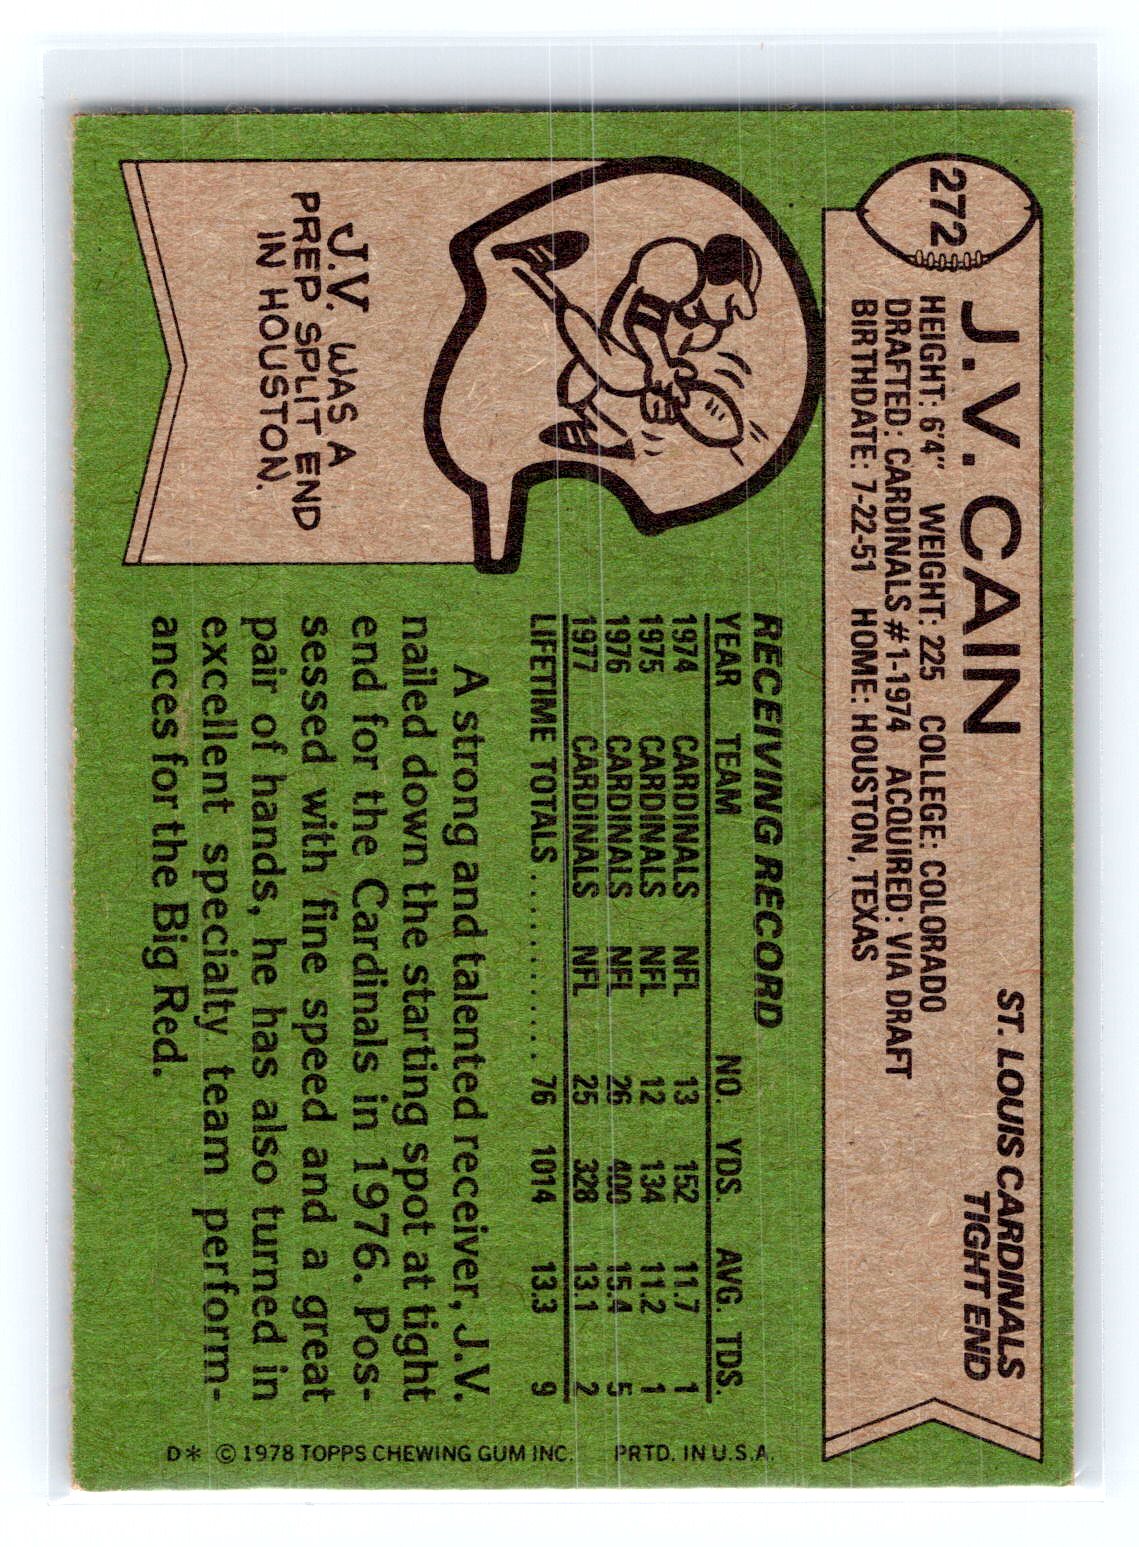 272
J.V. CAIN
ST. LOUIS CARDINALS
TIGHT END
HEIGHT: 6'4" WEIGHT: 225 COLLEGE: COLORADO
DRAFTED: CARDINALS #1-1974 ACQUIRED: VIA DRAFT
BIRTHDATE: 7-22-51 HOME: HOUSTON, TEXAS
J.V. WAS A
PREP SPLIT END
IN HOUSTON.
RECEIVING RECORD
YEAR TEAM NO. YDS. AVG. TDS.
1974 CARDINALS NFL 13 152 11.7 1
1975 CARDINALS NFL 12 134 11.2 1
1976 CARDINALS NFL 26 400 15.4 5
1977 CARDINALS NFL 25 328 13.1 2
LIFETIME TOTALS .............. 76 1014 13.3 9
A strong and talented receiver, J.V.
nailed down the starting spot at tight
end for the Cardinals in 1976. Pos-
sessed with fine speed and a great
pair of hands, he has also turned in
excellent specialty team perform-
ances for the Big Red.
D* © 1978 TOPPS CHEWING GUM INC. PRTD. IN U.S.A.